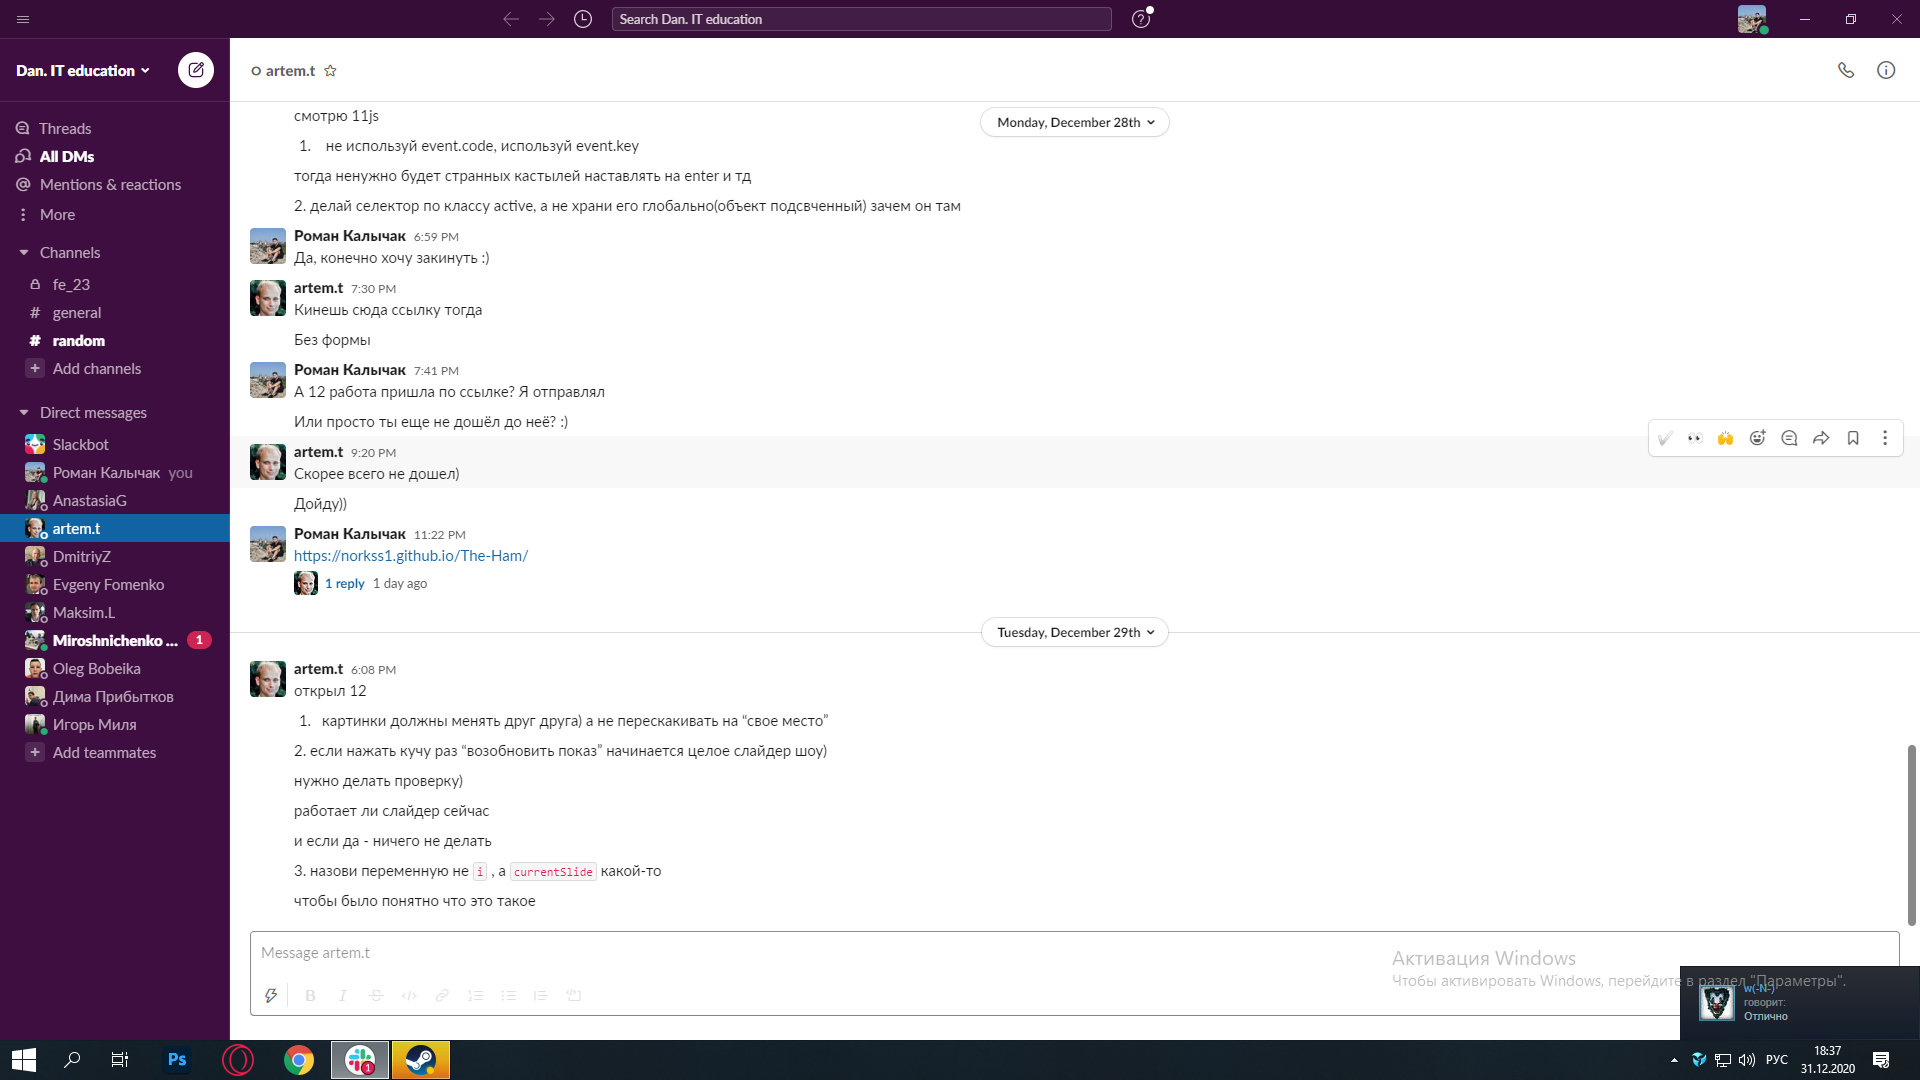 Search Dan. IT education
Dan. IT education
Threads
All DMs
Mentions & reactions
More
Channels
fe_23
# general
# random
+ Add channels
Direct messages
Slackbot
Роман Калычак you
AnastasiaG
artem.t
DmitriyZ
Evgeny Fomenko
Maksim.L
Miroshnichenko ... 1
Oleg Bobeika
Дима Прибытков
Игорь Миля
+ Add teammates
artem.t
Monday, December 28th
смотрю 11js
1. не используй event.code, используй event.key
тогда ненужно будет странных кастылей наставлять на enter и тд
2. делай селектор по классу active, а не храни его глобально(объект подсвченный) зачем он там
Роман Калычак 6:59 PM
Да, конечно хочу закинуть :)
artem.t 7:30 PM
Кинешь сюда ссылку тогда
Без формы
Роман Калычак 7:41 PM
А 12 работа пришла по ссылке? Я отправлял
Или просто ты еще не дошёл до неё? :)
artem.t 9:20 PM
Скорее всего не дошел)
Дойду))
Роман Калычак 11:22 PM
https://norkss1.github.io/The-Ham/
1 reply 1 day ago
Tuesday, December 29th
artem.t 6:08 PM
открыл 12
1. картинки должны менять друг друга) а не перескакивать на “свое место”
2. если нажать кучу раз “возобновить показ” начинается целое слайдер шоу)
нужно делать проверку)
работает ли слайдер сейчас
и если да - ничего не делать
3. назови переменную не i , а currentSlide какой-то
чтобы было понятно что это такое
Message artem.t
Активация Windows
Чтобы активировать Windows, перейдите в раздел "Параметры".
w(-N-)
говорит:
Отлично
Ps
1
РУС
18:37
31.12.2020